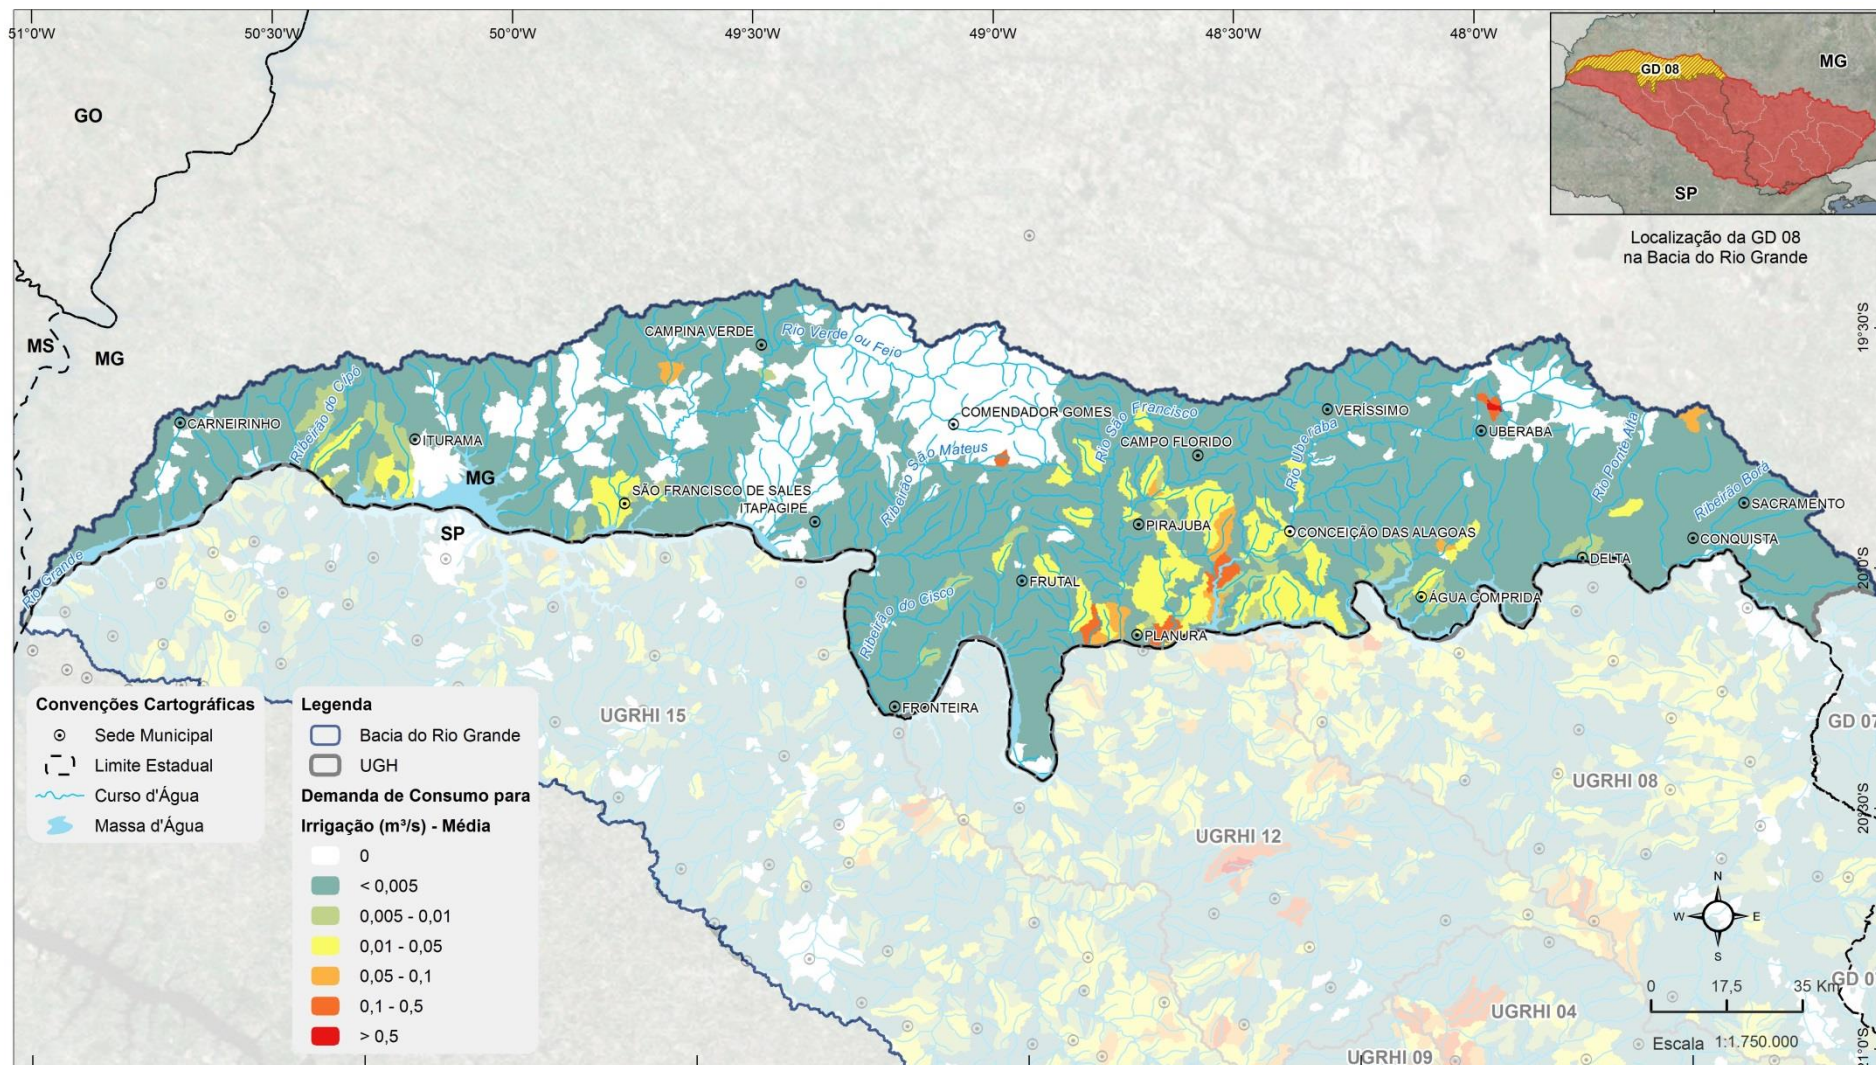 51°0'W
50°30'W
50°0'W
49°30'W
49°0'W
48°30'W
48°0'W
GO
MS
MG
GD 08
MG
SP
Localização da GD 08
na Bacia do Rio Grande
19°30'S
20°0'S
20°30'S
21°0'S
CAMPINA VERDE
Rio Verde ou Feio
CARNEIRINHO
Ribeirão do Cipó
ITURAMA
COMENDADOR GOMES
Rio São Francisco
VERÍSSIMO
UBERABA
Ribeirão São Mateus
CAMPO FLORIDO
Rio Uberaba
Rio Ponte Alta
Ribeirão Borá
SACRAMENTO
MG
SÃO FRANCISCO DE SALES
ITAPAGIPE
PIRAJUBA
CONCEIÇÃO DAS ALAGOAS
CONQUISTA
SP
DELTA
Rio Grande
FRUTAL
ÁGUA COMPRIDA
Ribeirão do Cisco
PLANURA
FRONTEIRA
UGRHI 15
GD 07
UGRHI 08
UGRHI 12
GD 0
UGRHI 04
UGRHI 09
Convenções Cartográficas
Sede Municipal
Limite Estadual
Curso d'Água
Massa d'Água
Legenda
Bacia do Rio Grande
UGH
Demanda de Consumo para
Irrigação (m³/s) - Média
0
< 0,005
0,005 - 0,01
0,01 - 0,05
0,05 - 0,1
0,1 - 0,5
> 0,5
N
W
E
S
0
17,5
35 Km
Escala 1:1.750.000